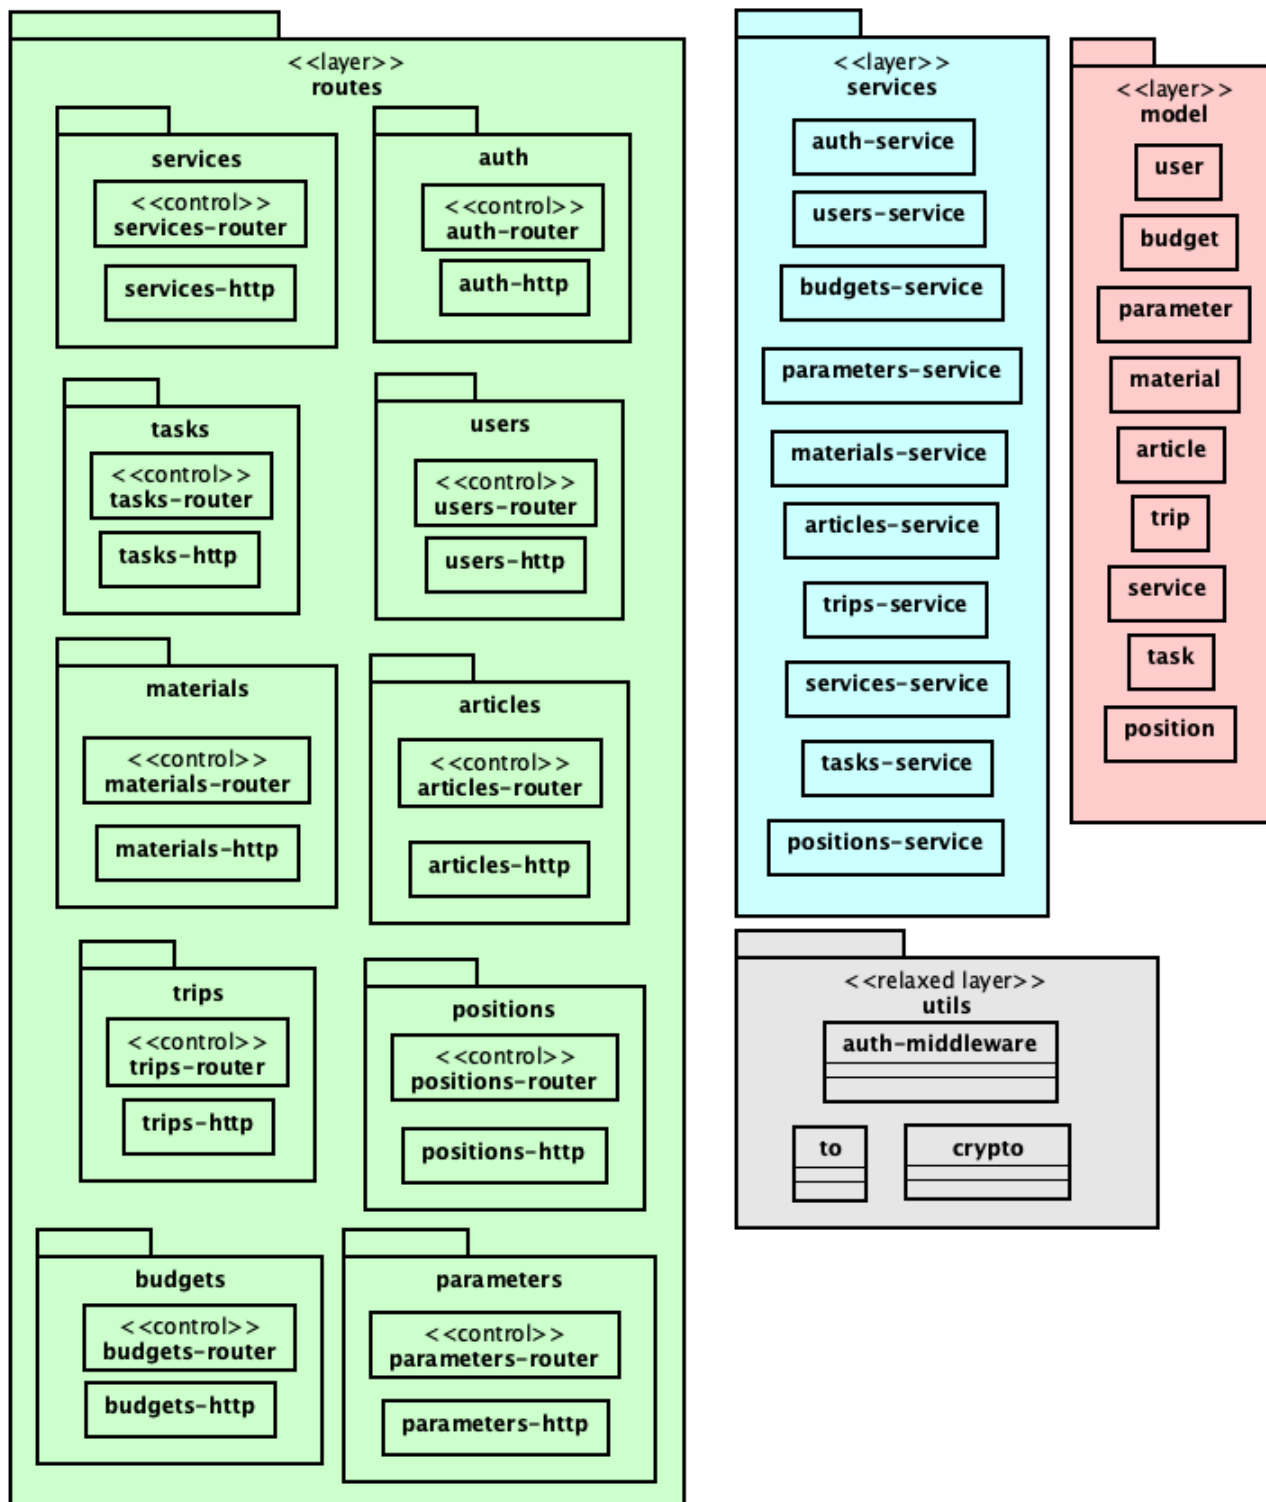 <<layer>>
routes
services
<<control>>
services-router
services-http
auth
<<control>>
auth-router
auth-http
tasks
<<control>>
tasks-router
tasks-http
users
<<control>>
users-router
users-http
materials
<<control>>
materials-router
materials-http
articles
<<control>>
articles-router
articles-http
trips
<<control>>
trips-router
trips-http
positions
<<control>>
positions-router
positions-http
budgets
<<control>>
budgets-router
budgets-http
parameters
<<control>>
parameters-router
parameters-http
<<layer>>
services
auth-service
users-service
budgets-service
parameters-service
materials-service
articles-service
trips-service
services-service
tasks-service
positions-service
<<layer>>
model
user
budget
parameter
material
article
trip
service
task
position
<<relaxed layer>>
utils
auth-middleware
to
crypto